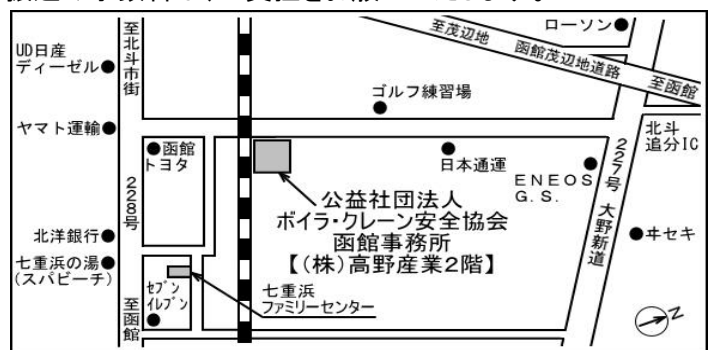 UD日産
ディーゼル
至北斗市街
ローソン
至茂辺地
函館茂辺地道路
至函館
ゴルフ練習場
ヤマト運輸
函館
トヨタ
日本通運
ENEOS
G.S.
227号 大野新道
北斗
追分IC
228号
公益社団法人
ボイラ・クレーン安全協会
函館事務所
【(株)高野産業2階】
北洋銀行
ヰセキ
七重浜の湯
(スパビーチ)
セブン
イレブン
七重浜
ファミリーセンター
至函館
N